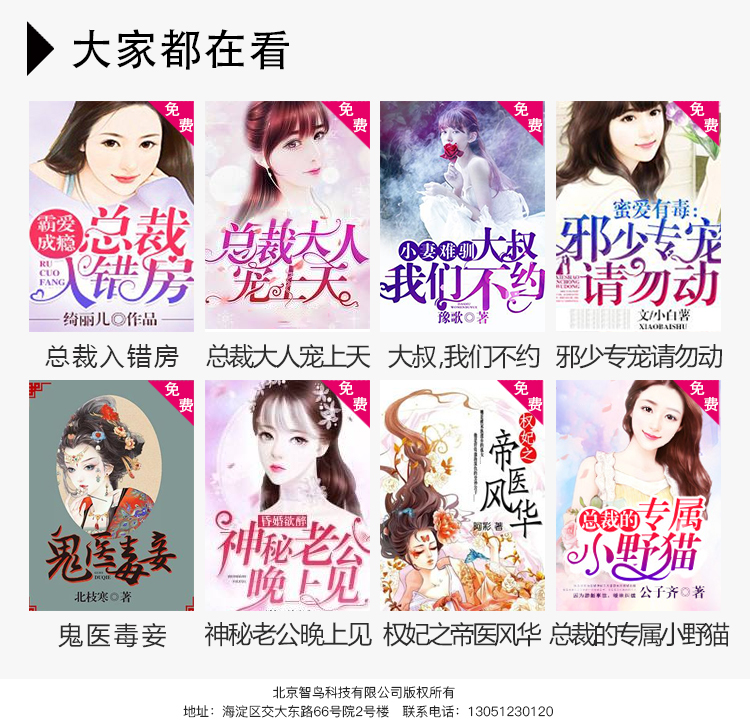 大家都在看
免费
霸爱成瘾
总裁入错房
RU
CUO
FANG
绮丽儿◎作品
总裁入错房
免费
总裁大人
宠上天
总裁大人宠上天
免费
小妻难驯
大叔
我们不约
豫歌◎著
大叔,我们不约
免费
蜜爱有毒:
邪少专宠
请勿动
XIESHAO
ZHUANCHONG
QINGWUDONG
文/小白薯
XIAOBAISHU
邪少专宠请勿动
免费
鬼医毒妾
北枝寒◎著
鬼医毒妾
免费
昏婚欲醉
神秘老公
晚上见
神秘老公晚上见
免费
权妃之
帝医风华
阿彩 著
权妃之帝医风华
免费
总裁的
专属
小野猫
公子齐◎著
总裁的专属小野猫
北京智鸟科技有限公司版权所有
地址：海淀区交大东路66号院2号楼 联系电话：13051230120